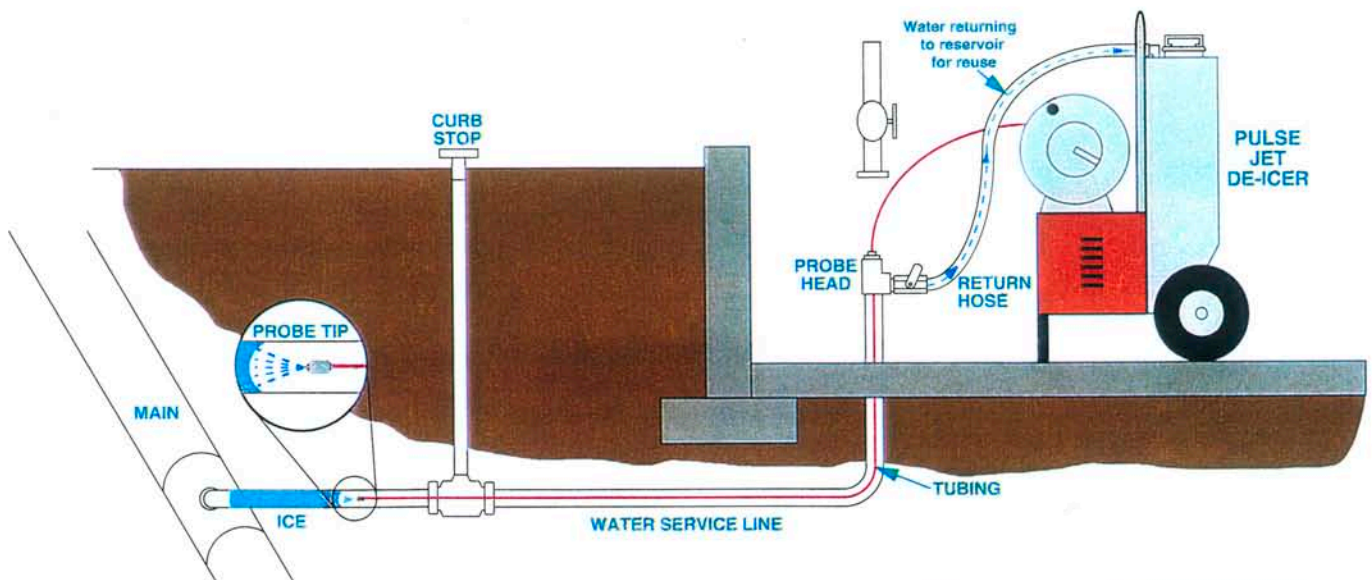 Water returning
to reservoir
for reuse
CURB
STOP
PULSE
JET
DE-ICER
PROBE
HEAD
RETURN
HOSE
PROBE TIP
MAIN
TUBING
ICE
WATER SERVICE LINE